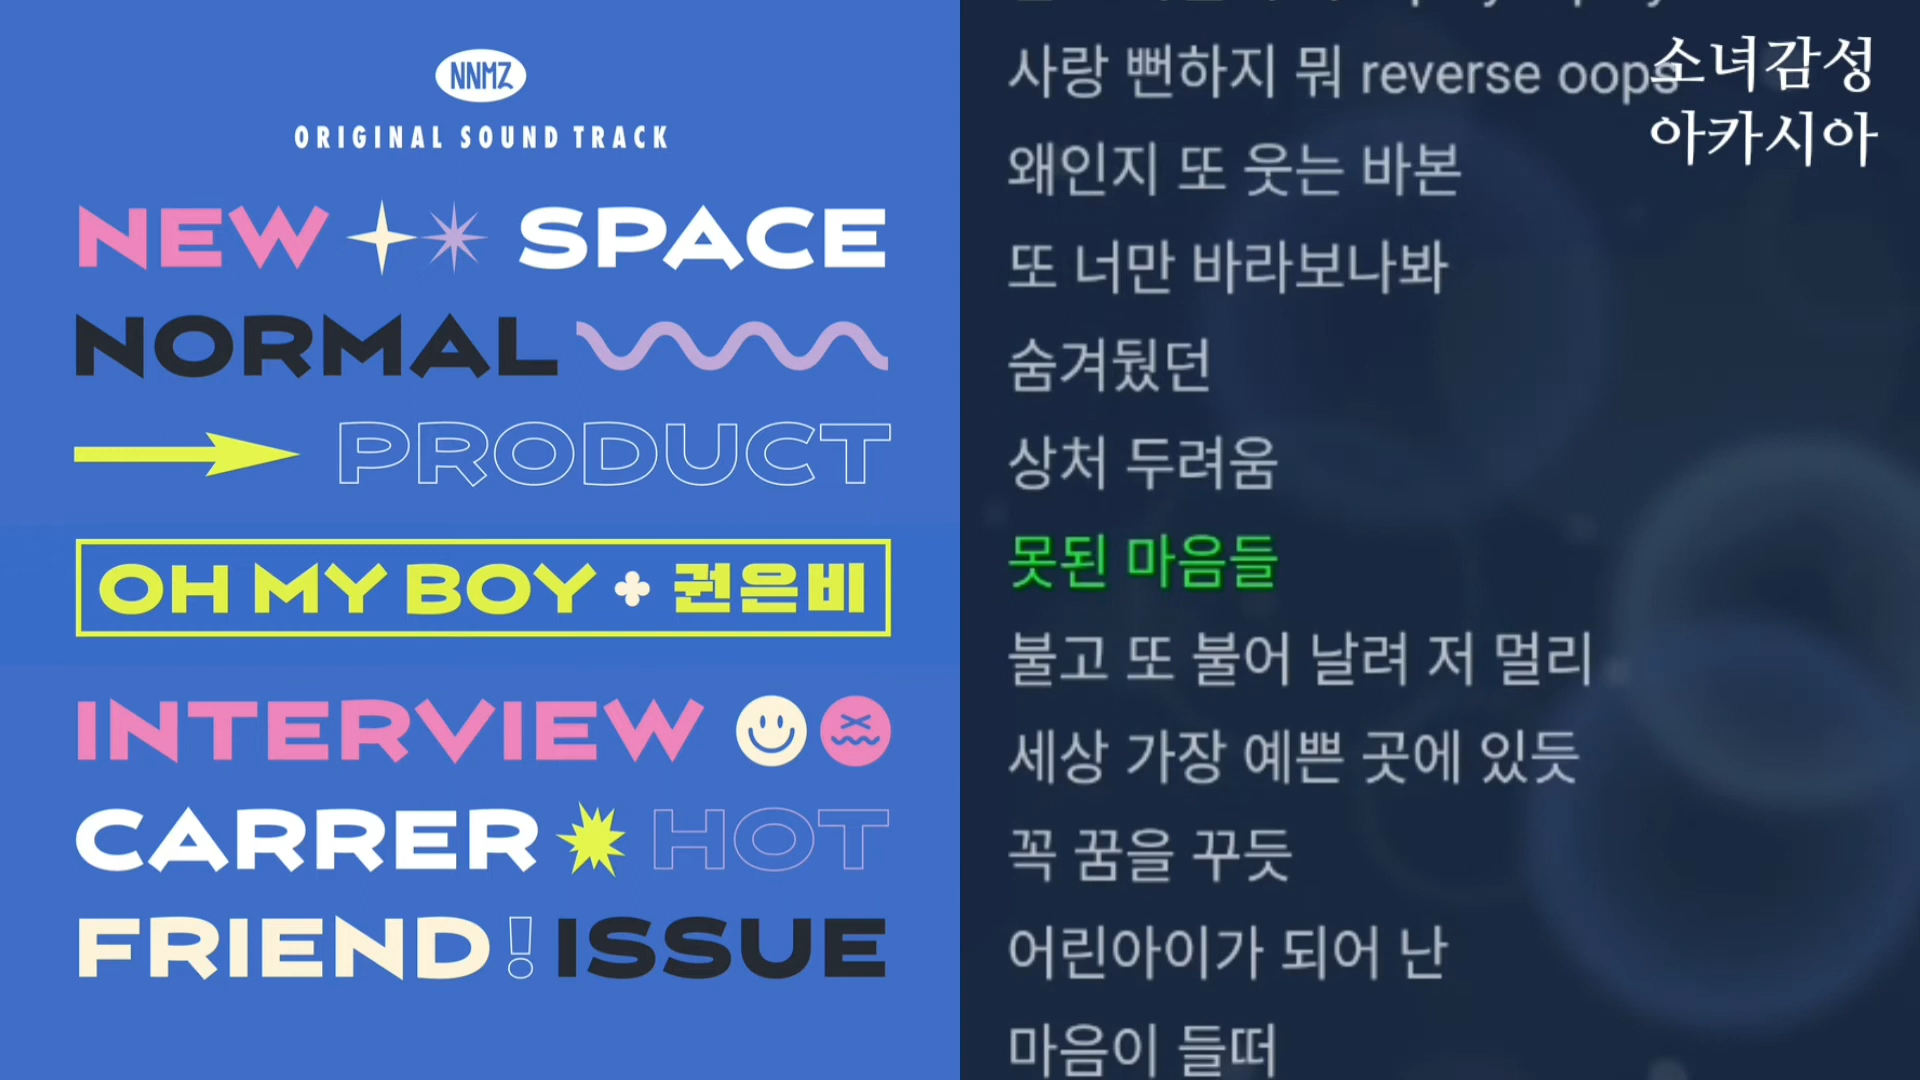 NNMZ
ORIGINAL SOUND TRACK
NEW SPACE
NORMAL
PRODUCT
OH MY BOY 권은비
INTERVIEW
CARRER HOT
FRIEND ! ISSUE
소녀감성
아카시아
사랑 뻔하지 뭐 reverse oops
왜인지 또 웃는 바본
또 너만 바라보나봐
숨겨뒀던
상처 두려움
못된 마음들
불고 또 불어 날려 저 멀리
세상 가장 예쁜 곳에 있듯
꼭 꿈을 꾸듯
어린아이가 되어 난
마음이 들떠